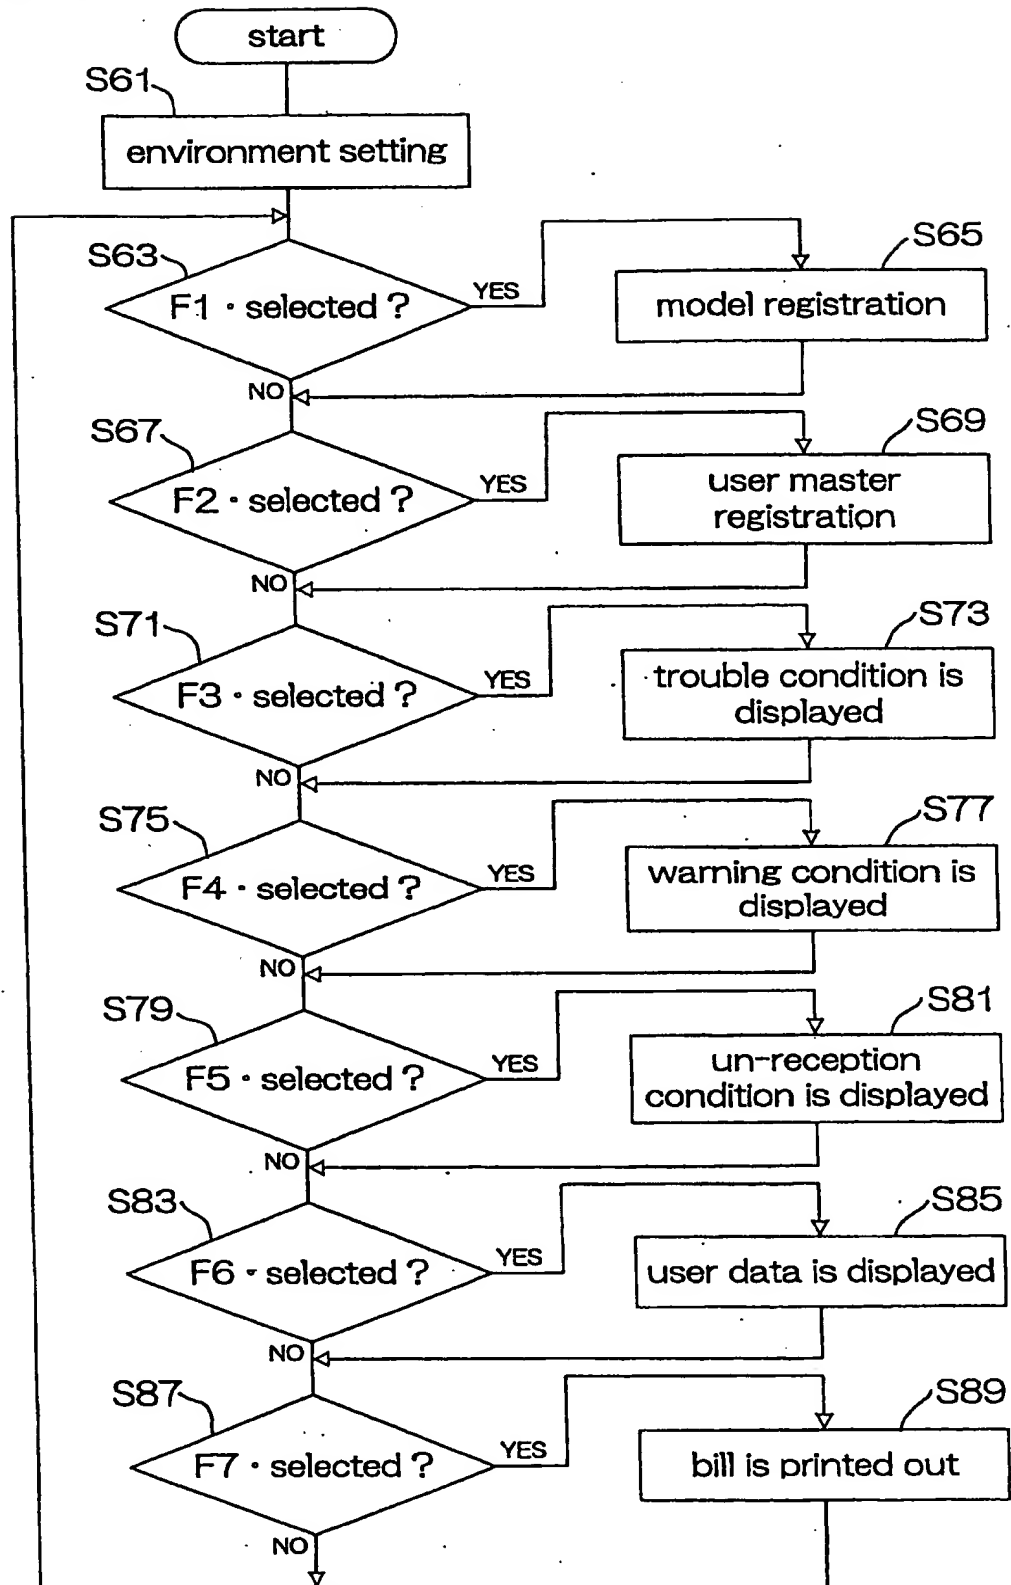 start
S61
environment setting
S63
F1・selected ?
YES
S65
model registration
NO
S67
F2・selected ?
YES
S69
user master
registration
NO
S71
F3・selected ?
YES
S73
trouble condition is
displayed
NO
S75
F4・selected ?
YES
S77
warning condition is
displayed
NO
S79
F5・selected ?
YES
S81
un-reception
condition is displayed
NO
S83
F6・selected ?
YES
S85
user data is displayed
NO
S87
F7・selected ?
YES
S89
bill is printed out
NO